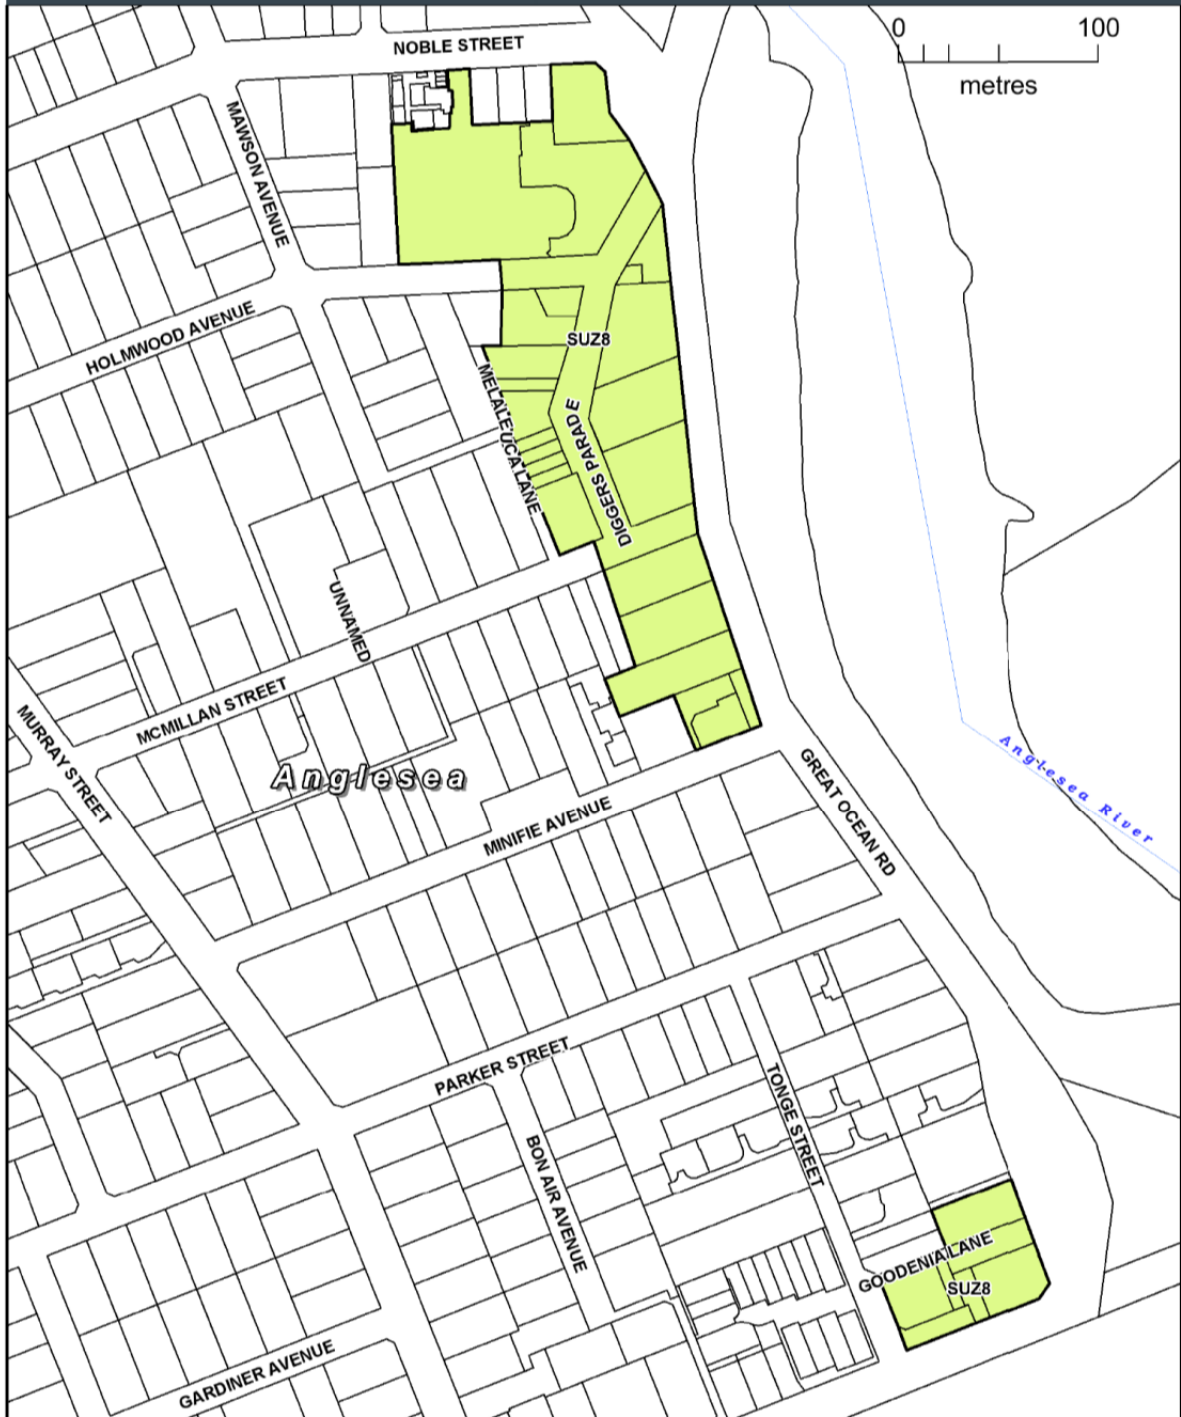 0 100
metres
NOBLE STREET
MAWSON AVENUE
HOLMWOOD AVENUE
SUZ8
MELALEUCA LANE
DIGGERS PARADE
UNNAMED
MCMILLAN STREET
MURRAY STREET
Anglesea
MINIFIE AVENUE
GREAT OCEAN RD
Anglesea River
PARKER STREET
TONGE STREET
BON AIR AVENUE
GOODENIA LANE
SUZ8
GARDINER AVENUE